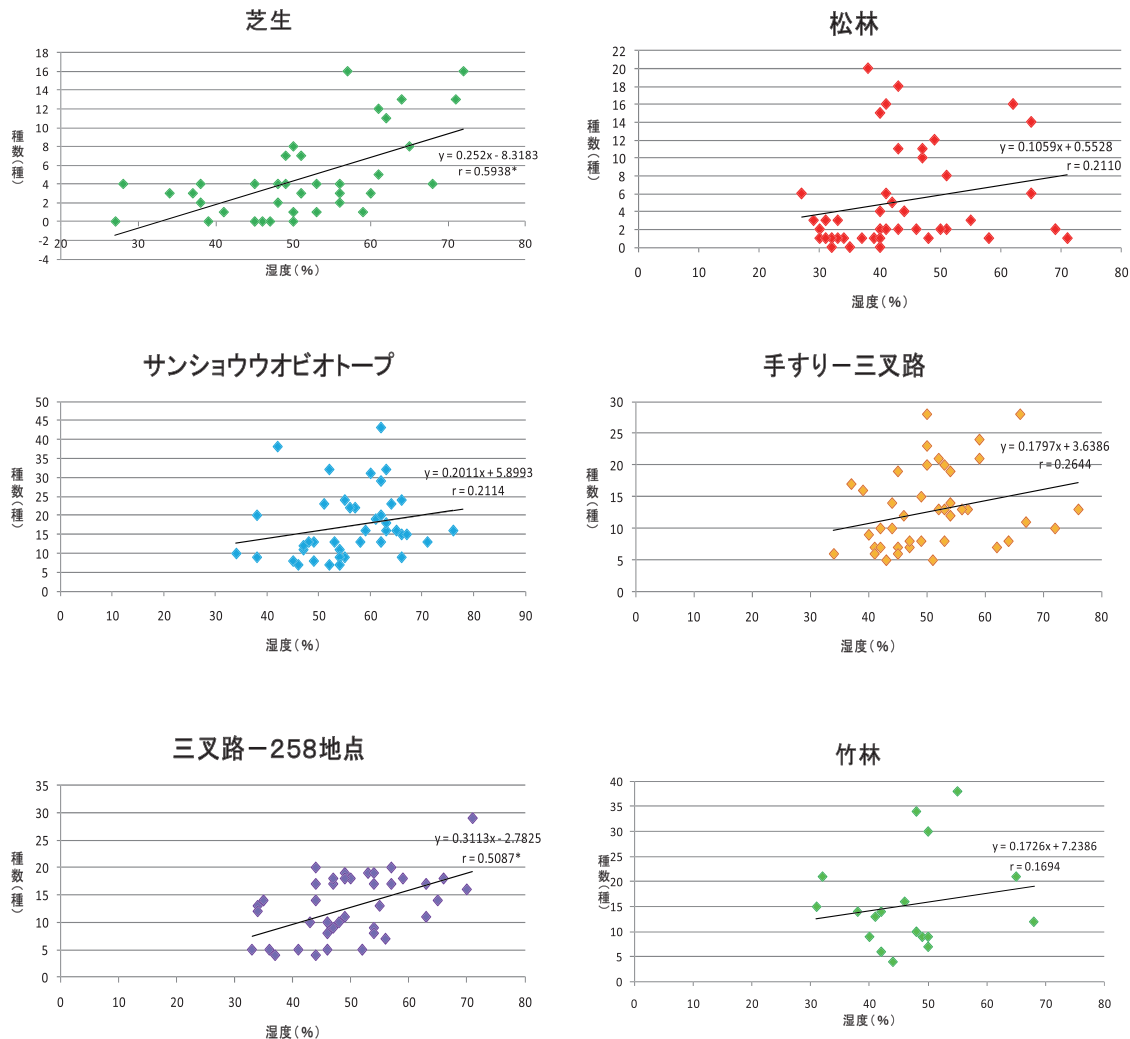 芝生
18
16
14
12
10
8
6
4
2
0
-2
-4
20 40 60 80
種数(種)
湿度(%)
y = 0.252x - 8.3183
r = 0.5938*
松林
22
20
18
16
14
12
10
8
6
4
2
0
0 10 20 30 40 50 60 70 80
種数(種)
湿度(%)
y = 0.1059x + 0.5528
r = 0.2110
サンショウウオビオトープ
50
45
40
35
30
25
20
15
10
5
0
0 10 20 30 40 50 60 70 80 90
種数(種)
湿度(%)
y = 0.2011x + 5.8993
r = 0.2114
手すりー三叉路
30
25
20
15
10
5
0
0 10 20 30 40 50 60 70 80
種数(種)
湿度(%)
y = 0.1797x + 3.6386
r = 0.2644
三叉路ー258地点
35
30
25
20
15
10
5
0
0 10 20 30 40 50 60 70 80
種数(種)
湿度(%)
y = 0.3113x - 2.7825
r = 0.5087*
竹林
40
35
30
25
20
15
10
5
0
0 10 20 30 40 50 60 70 80
種数(種)
湿度(%)
y = 0.1726x + 7.2386
r = 0.1694